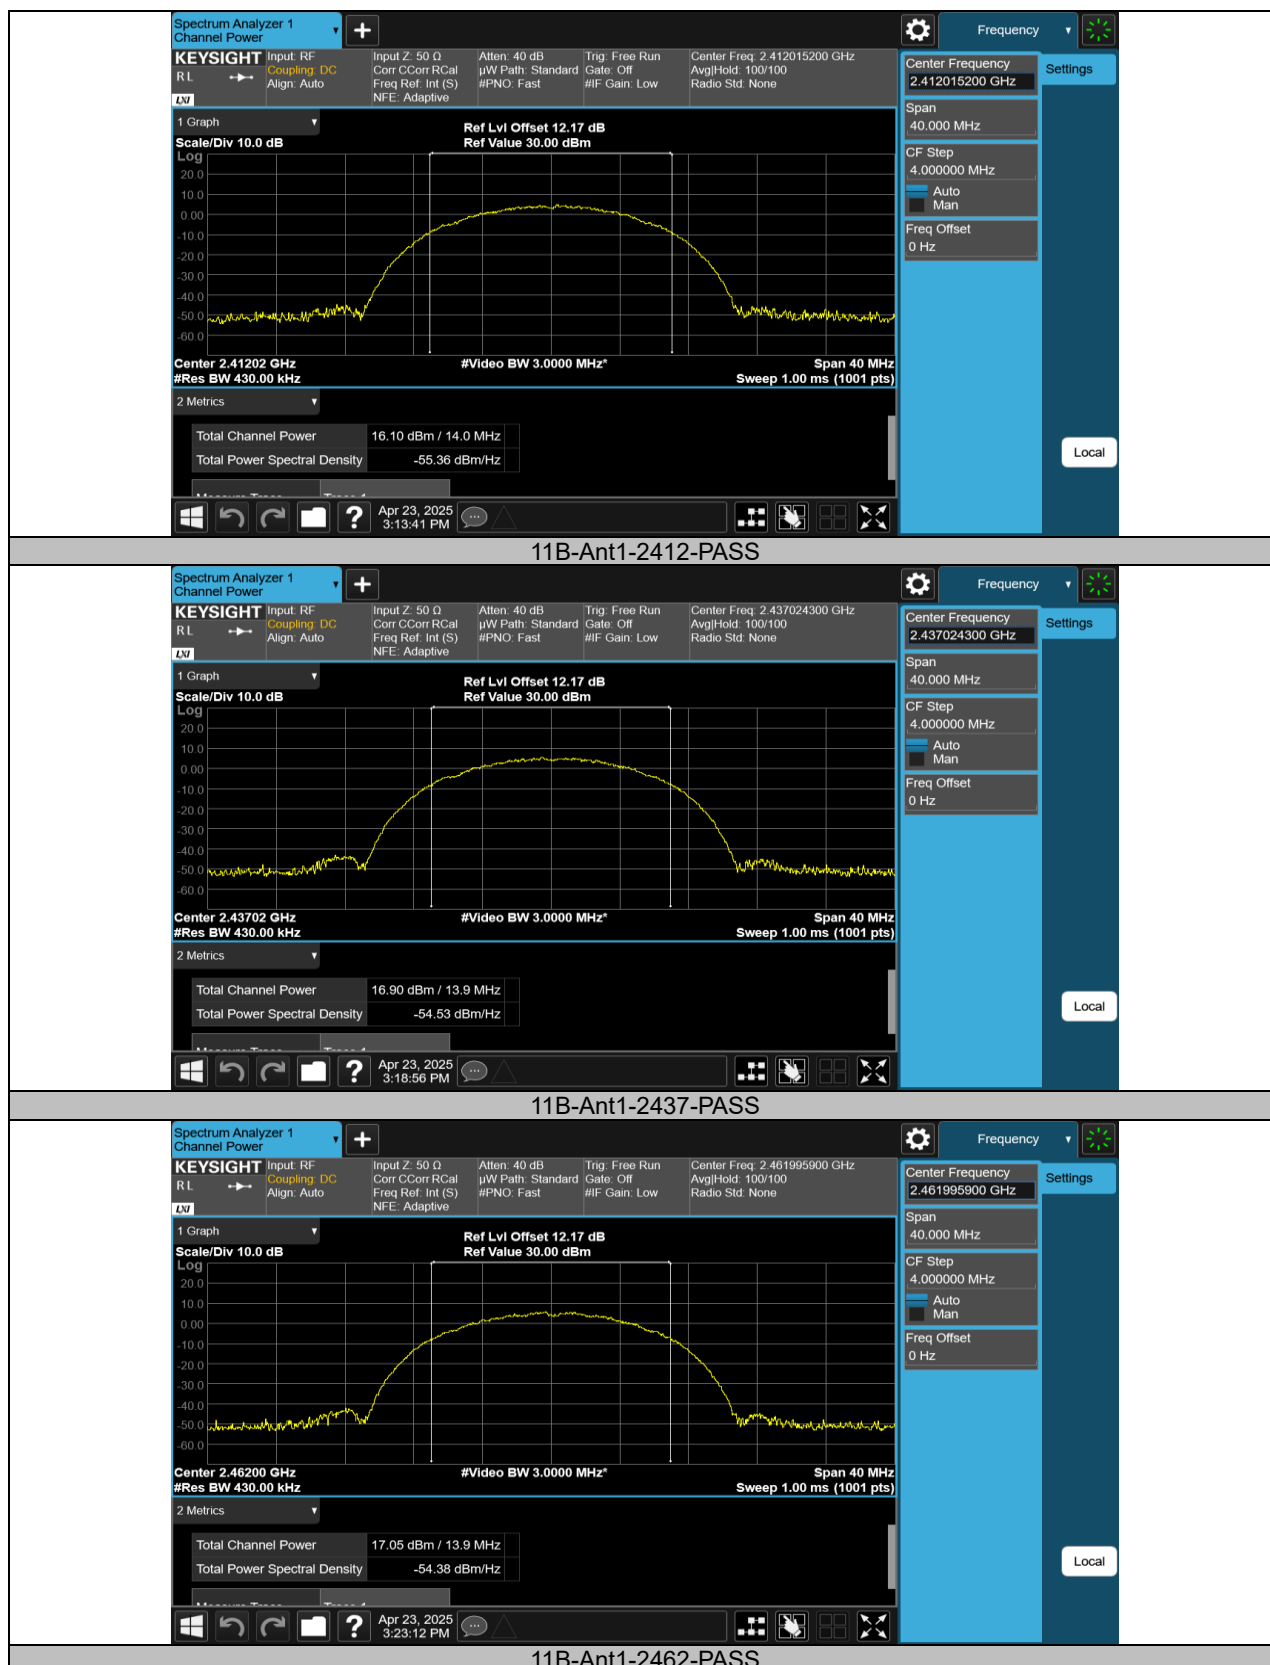 Spectrum Analyzer 1
Channel Power
Frequency
KEYSIGHT
R L
LXI
Input: RF
Coupling: DC
Align: Auto
Input Z: 50 Ω
Corr CCorr RCal
Freq Ref: Int (S)
NFE: Adaptive
Atten: 40 dB
µW Path: Standard
#PNO: Fast
Trig: Free Run
Gate: Off
#IF Gain: Low
Center Freq: 2.412015200 GHz
Avg|Hold: 100/100
Radio Std: None
Center Frequency
2.412015200 GHz
Settings
Span
40.000 MHz
CF Step
4.000000 MHz
Auto
Man
Freq Offset
0 Hz
1 Graph
Scale/Div 10.0 dB
Ref Lvl Offset 12.17 dB
Ref Value 30.00 dBm
Log
20.0
10.0
0.00
-10.0
-20.0
-30.0
-40.0
-50.0
-60.0
Center 2.41202 GHz
#Res BW 430.00 kHz
#Video BW 3.0000 MHz*
Span 40 MHz
Sweep 1.00 ms (1001 pts)
2 Metrics
Total Channel Power 16.10 dBm / 14.0 MHz
Total Power Spectral Density -55.36 dBm/Hz
Measure Trace Trace 1
Local
?
Apr 23, 2025
3:13:41 PM
11B-Ant1-2412-PASS
Spectrum Analyzer 1
Channel Power
Frequency
KEYSIGHT
R L
LXI
Input: RF
Coupling: DC
Align: Auto
Input Z: 50 Ω
Corr CCorr RCal
Freq Ref: Int (S)
NFE: Adaptive
Atten: 40 dB
µW Path: Standard
#PNO: Fast
Trig: Free Run
Gate: Off
#IF Gain: Low
Center Freq: 2.437024300 GHz
Avg|Hold: 100/100
Radio Std: None
Center Frequency
2.437024300 GHz
Settings
Span
40.000 MHz
CF Step
4.000000 MHz
Auto
Man
Freq Offset
0 Hz
1 Graph
Scale/Div 10.0 dB
Ref Lvl Offset 12.17 dB
Ref Value 30.00 dBm
Log
20.0
10.0
0.00
-10.0
-20.0
-30.0
-40.0
-50.0
-60.0
Center 2.43702 GHz
#Res BW 430.00 kHz
#Video BW 3.0000 MHz*
Span 40 MHz
Sweep 1.00 ms (1001 pts)
2 Metrics
Total Channel Power 16.90 dBm / 13.9 MHz
Total Power Spectral Density -54.53 dBm/Hz
Measure Trace Trace 1
Local
?
Apr 23, 2025
3:18:56 PM
11B-Ant1-2437-PASS
Spectrum Analyzer 1
Channel Power
Frequency
KEYSIGHT
R L
LXI
Input: RF
Coupling: DC
Align: Auto
Input Z: 50 Ω
Corr CCorr RCal
Freq Ref: Int (S)
NFE: Adaptive
Atten: 40 dB
µW Path: Standard
#PNO: Fast
Trig: Free Run
Gate: Off
#IF Gain: Low
Center Freq: 2.461995900 GHz
Avg|Hold: 100/100
Radio Std: None
Center Frequency
2.461995900 GHz
Settings
Span
40.000 MHz
CF Step
4.000000 MHz
Auto
Man
Freq Offset
0 Hz
1 Graph
Scale/Div 10.0 dB
Ref Lvl Offset 12.17 dB
Ref Value 30.00 dBm
Log
20.0
10.0
0.00
-10.0
-20.0
-30.0
-40.0
-50.0
-60.0
Center 2.46200 GHz
#Res BW 430.00 kHz
#Video BW 3.0000 MHz*
Span 40 MHz
Sweep 1.00 ms (1001 pts)
2 Metrics
Total Channel Power 17.05 dBm / 13.9 MHz
Total Power Spectral Density -54.38 dBm/Hz
Measure Trace Trace 1
Local
?
Apr 23, 2025
3:23:12 PM
11B-Ant1-2462-PASS